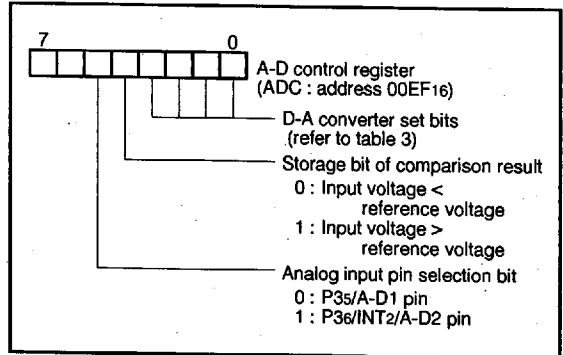 7 0
A-D control register
(ADC : address 00EF16)
D-A converter set bits
(refer to table 3)
Storage bit of comparison result
0 : Input voltage <
reference voltage
1 : Input voltage >
reference voltage
Analog input pin selection bit
0 : P35/A-D1 pin
1 : P36/INT2/A-D2 pin